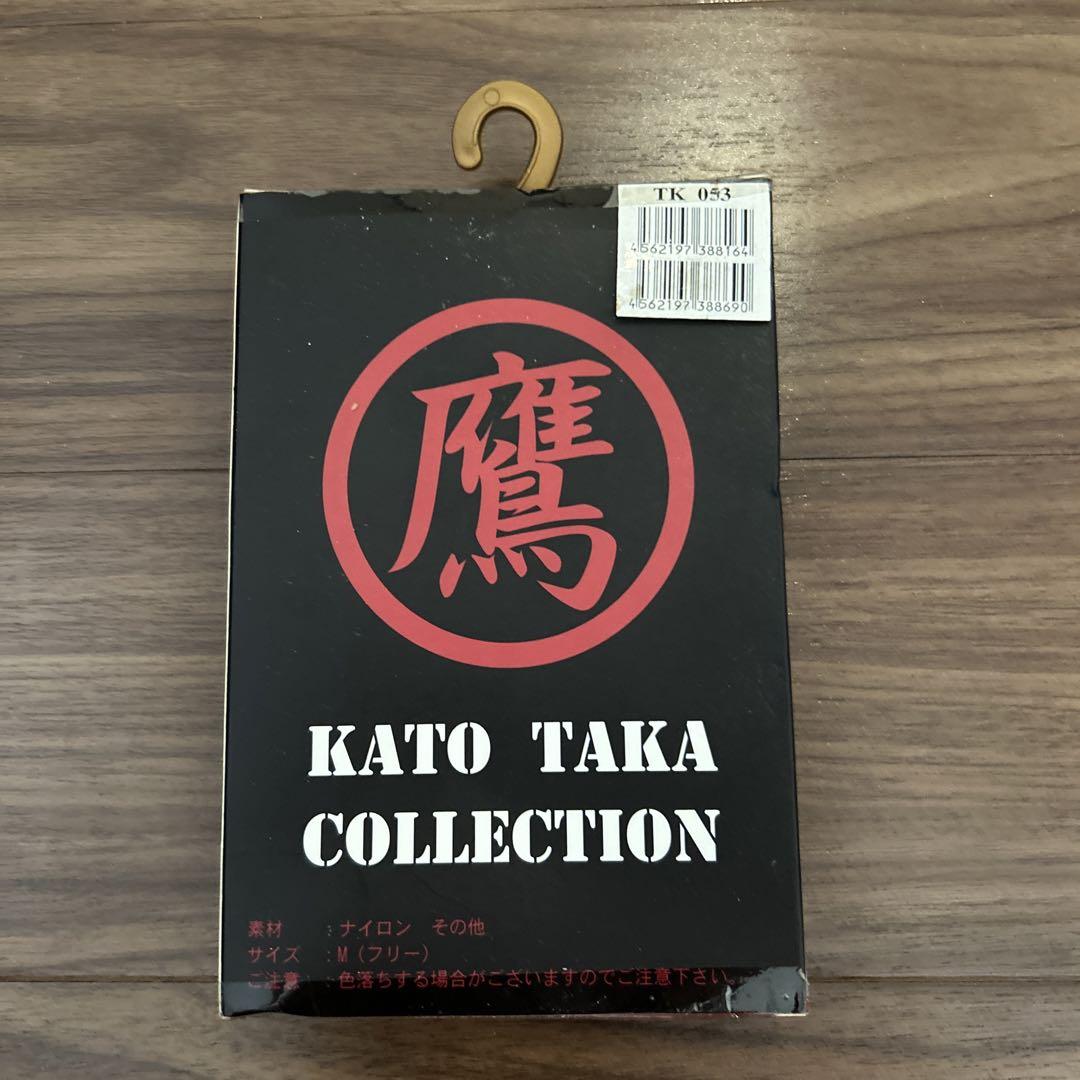 TK 053
4562197388164
4562197388690
鷹
KATO TAKA
COLLECTION
素材 :ナイロン その他
サイズ :M(フリー)
ご注意 :色落ちする場合がございますのでご注意下さい。